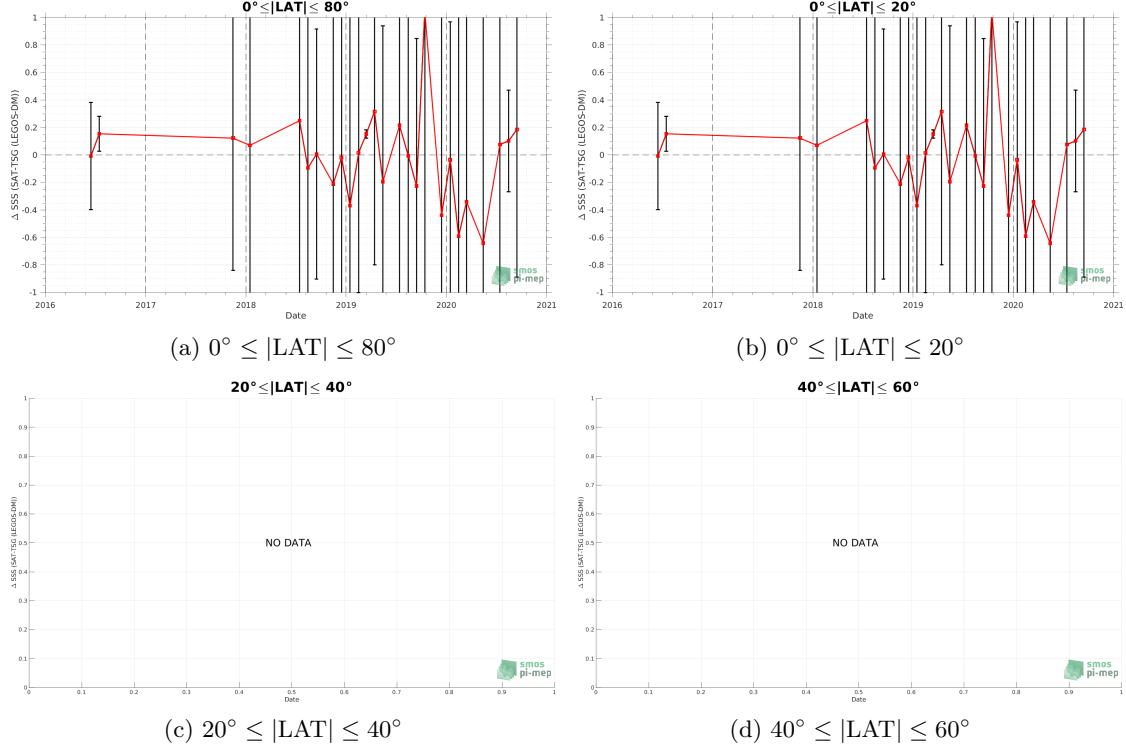 0°≤|LAT|≤ 80°
1
0.8
0.6
0.4
0.2
0
-0.2
-0.4
-0.6
-0.8
-1
Δ SSS (SAT-TSG (LEGOS-DM))
2016 2017 2018 2019 2020 2021
Date
smos
pi-mep
(a) 0° ≤ |LAT| ≤ 80°
0°≤|LAT|≤ 20°
1
0.8
0.6
0.4
0.2
0
-0.2
-0.4
-0.6
-0.8
-1
Δ SSS (SAT-TSG (LEGOS-DM))
2016 2017 2018 2019 2020 2021
Date
smos
pi-mep
(b) 0° ≤ |LAT| ≤ 20°
20°≤|LAT|≤ 40°
1
0.9
0.8
0.7
0.6
0.5
0.4
0.3
0.2
0.1
0
Δ SSS (SAT-TSG (LEGOS-DM))
NO DATA
0 0.1 0.2 0.3 0.4 0.5 0.6 0.7 0.8 0.9 1
Date
smos
pi-mep
(c) 20° ≤ |LAT| ≤ 40°
40°≤|LAT|≤ 60°
1
0.9
0.8
0.7
0.6
0.5
0.4
0.3
0.2
0.1
0
Δ SSS (SAT-TSG (LEGOS-DM))
NO DATA
0 0.1 0.2 0.3 0.4 0.5 0.6 0.7 0.8 0.9 1
Date
smos
pi-mep
(d) 40° ≤ |LAT| ≤ 60°